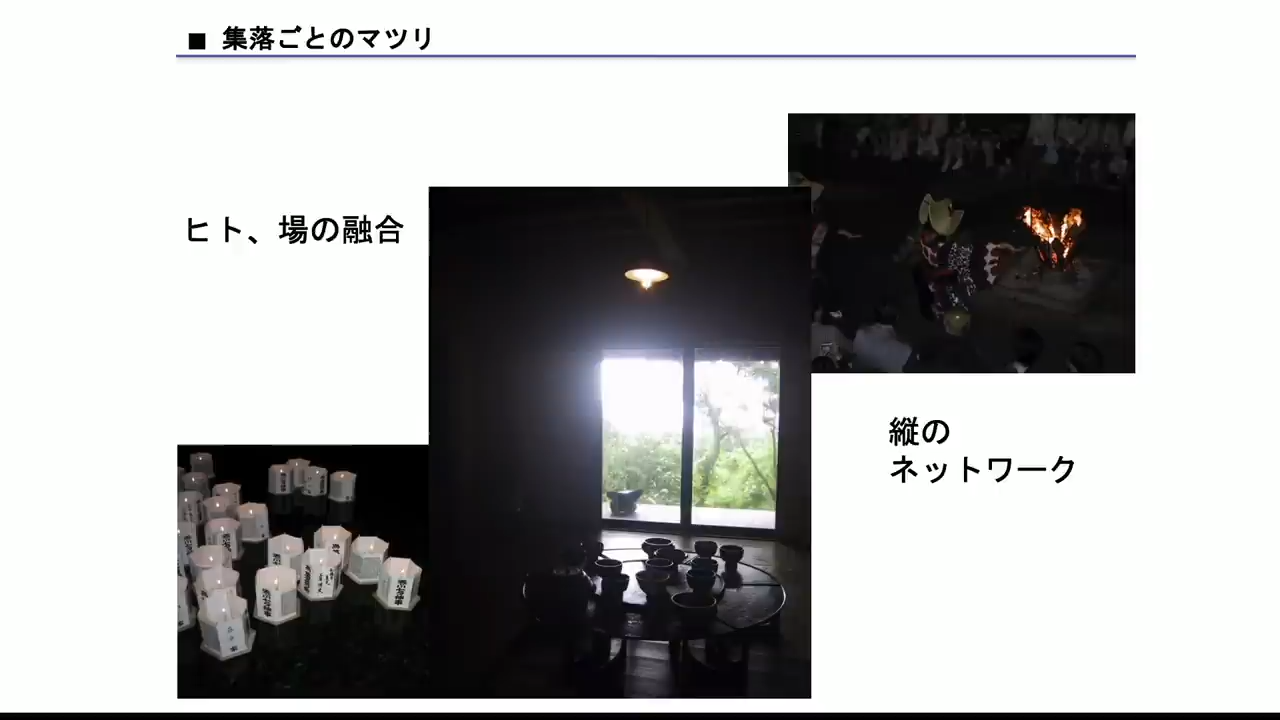 ■ 集落ごとのマツリ
ヒト、場の融合
縦の
ネットワーク